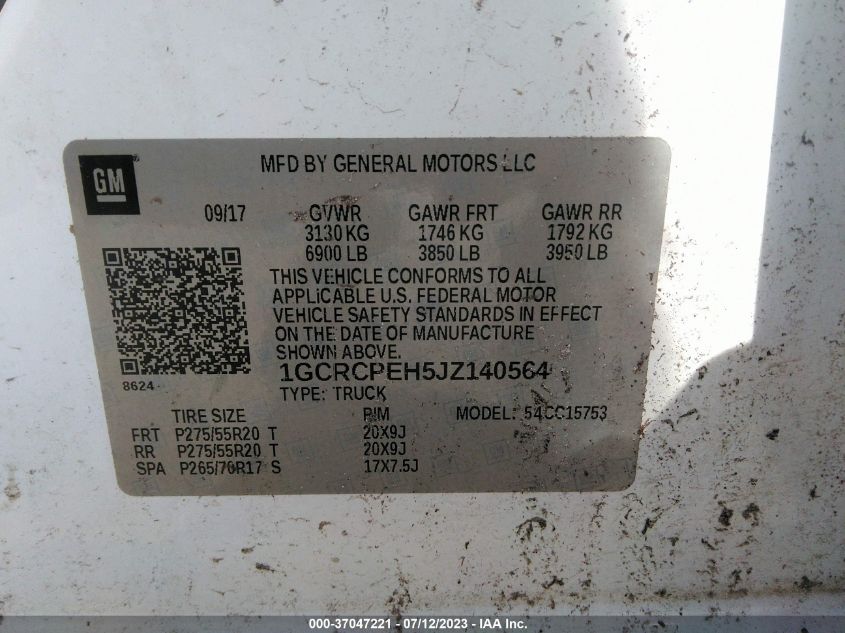 GM
MFD BY GENERAL MOTORS LLC
09/17 GVWR GAWR FRT GAWR RR
3130 KG 1746 KG 1792 KG
6900 LB 3850 LB 3950 LB
THIS VEHICLE CONFORMS TO ALL
APPLICABLE U.S. FEDERAL MOTOR
VEHICLE SAFETY STANDARDS IN EFFECT
ON THE DATE OF MANUFACTURE
SHOWN ABOVE.
8624
1GCRCPEH5JZ140564
TYPE: TRUCK
TIRE SIZE RIM MODEL: 54CC15753
FRT P275/55R20 T 20X9J
RR P275/55R20 T 20X9J
SPA P265/70R17 S 17X7.5J
000-37047221 - 07/12/2023 - IAA Inc.